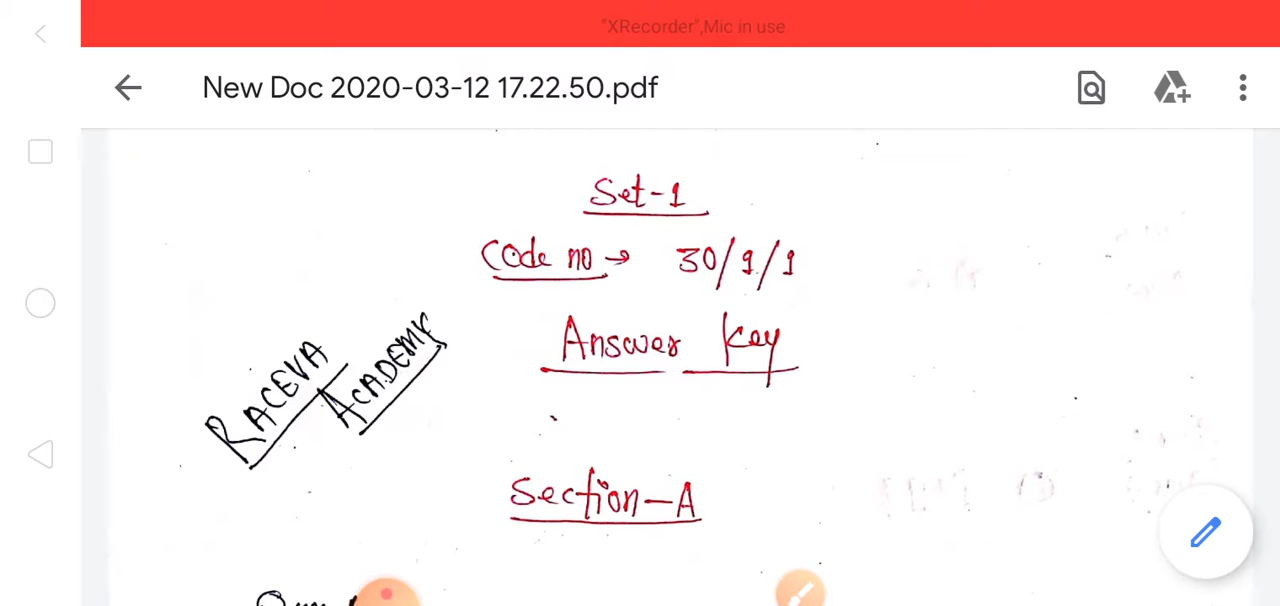 "XRecorder",Mic in use
New Doc 2020-03-12 17.22.50.pdf
Set-1
Code no → 30/1/1
Answer Key
RACEVA
ACADEMY
Section-A